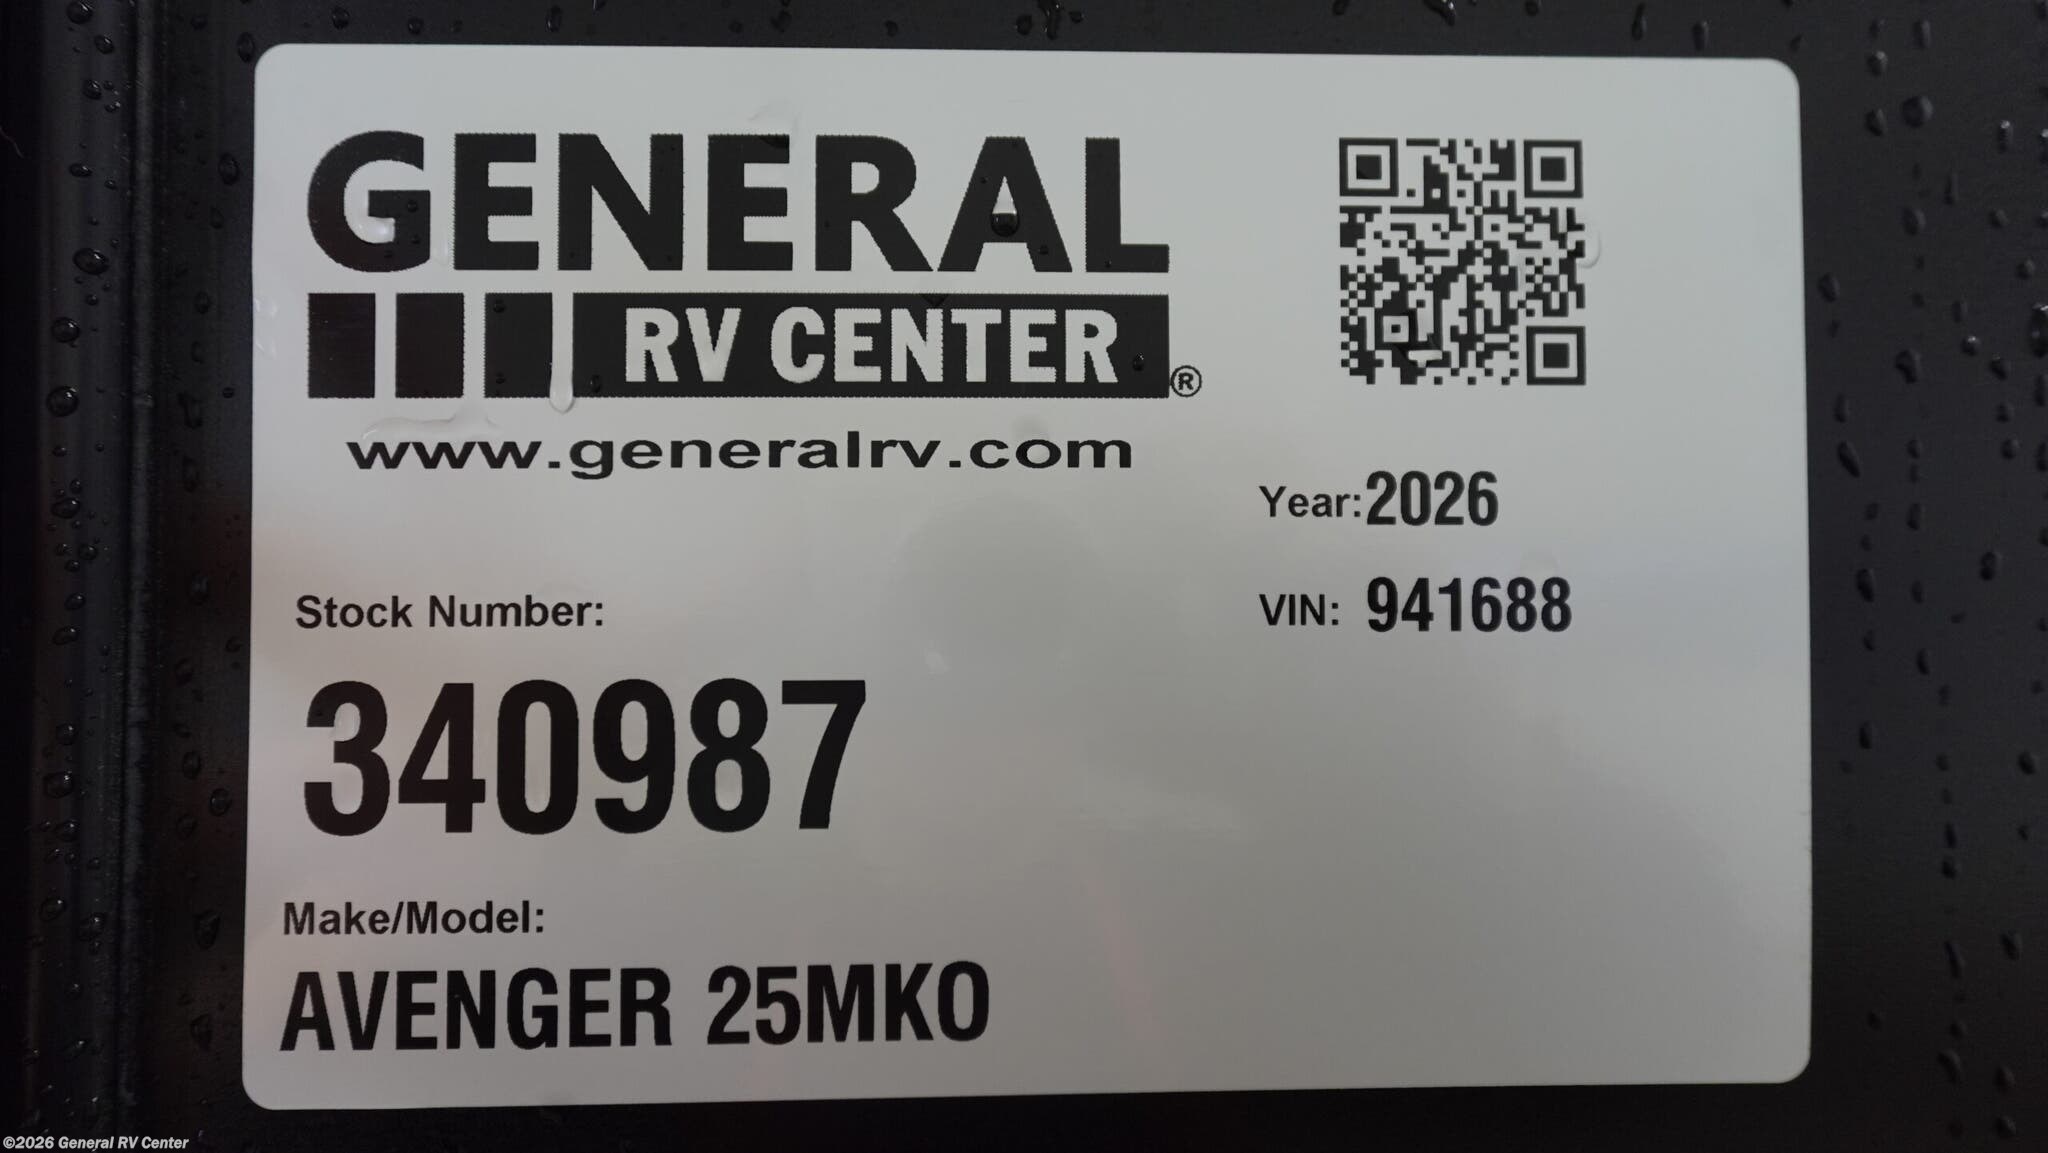 GENERAL
RV CENTER®
www.generalrv.com
Year: 2026
VIN: 941688
Stock Number:
340987
Make/Model:
AVENGER 25MKO
©2026 General RV Center